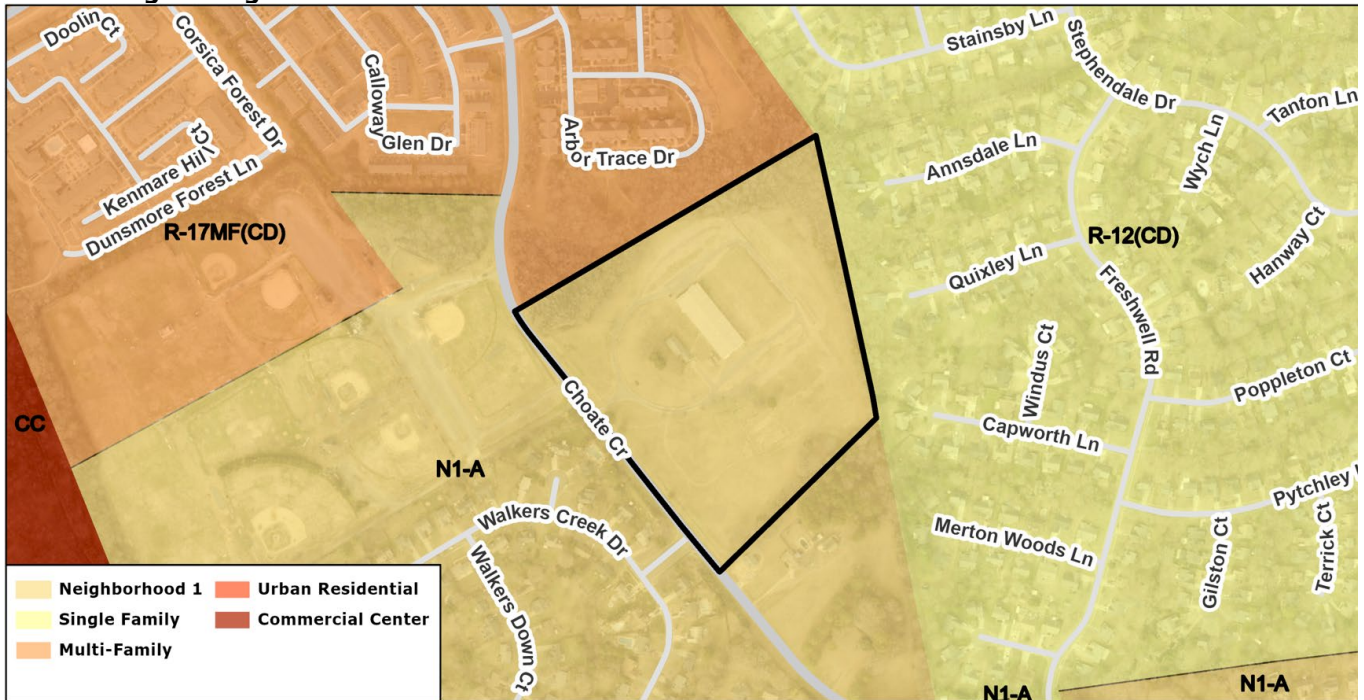 Doolin Ct
Corsica Forest Dr
Calloway
Glen Dr
Arbor Trace Dr
Kenmare Hill Ct
Dunsmore Forest Ln
R-17MF(CD)
Stainsby Ln
Stephendale Dr
Tanton Ln
Wych Ln
Annsdale Ln
R-12(CD)
Hanway Ct
Quixley Ln
Freshwell Rd
Windus Ct
Poppleton Ct
Capworth Ln
Choate Cr
CC
N1-A
Walkers Creek Dr
Walkers Down Ct
Merton Woods Ln
Pytchley
Gilston Ct
Terrick Ct
N1-A
N1-A
Neighborhood 1
Urban Residential
Single Family
Commercial Center
Multi-Family